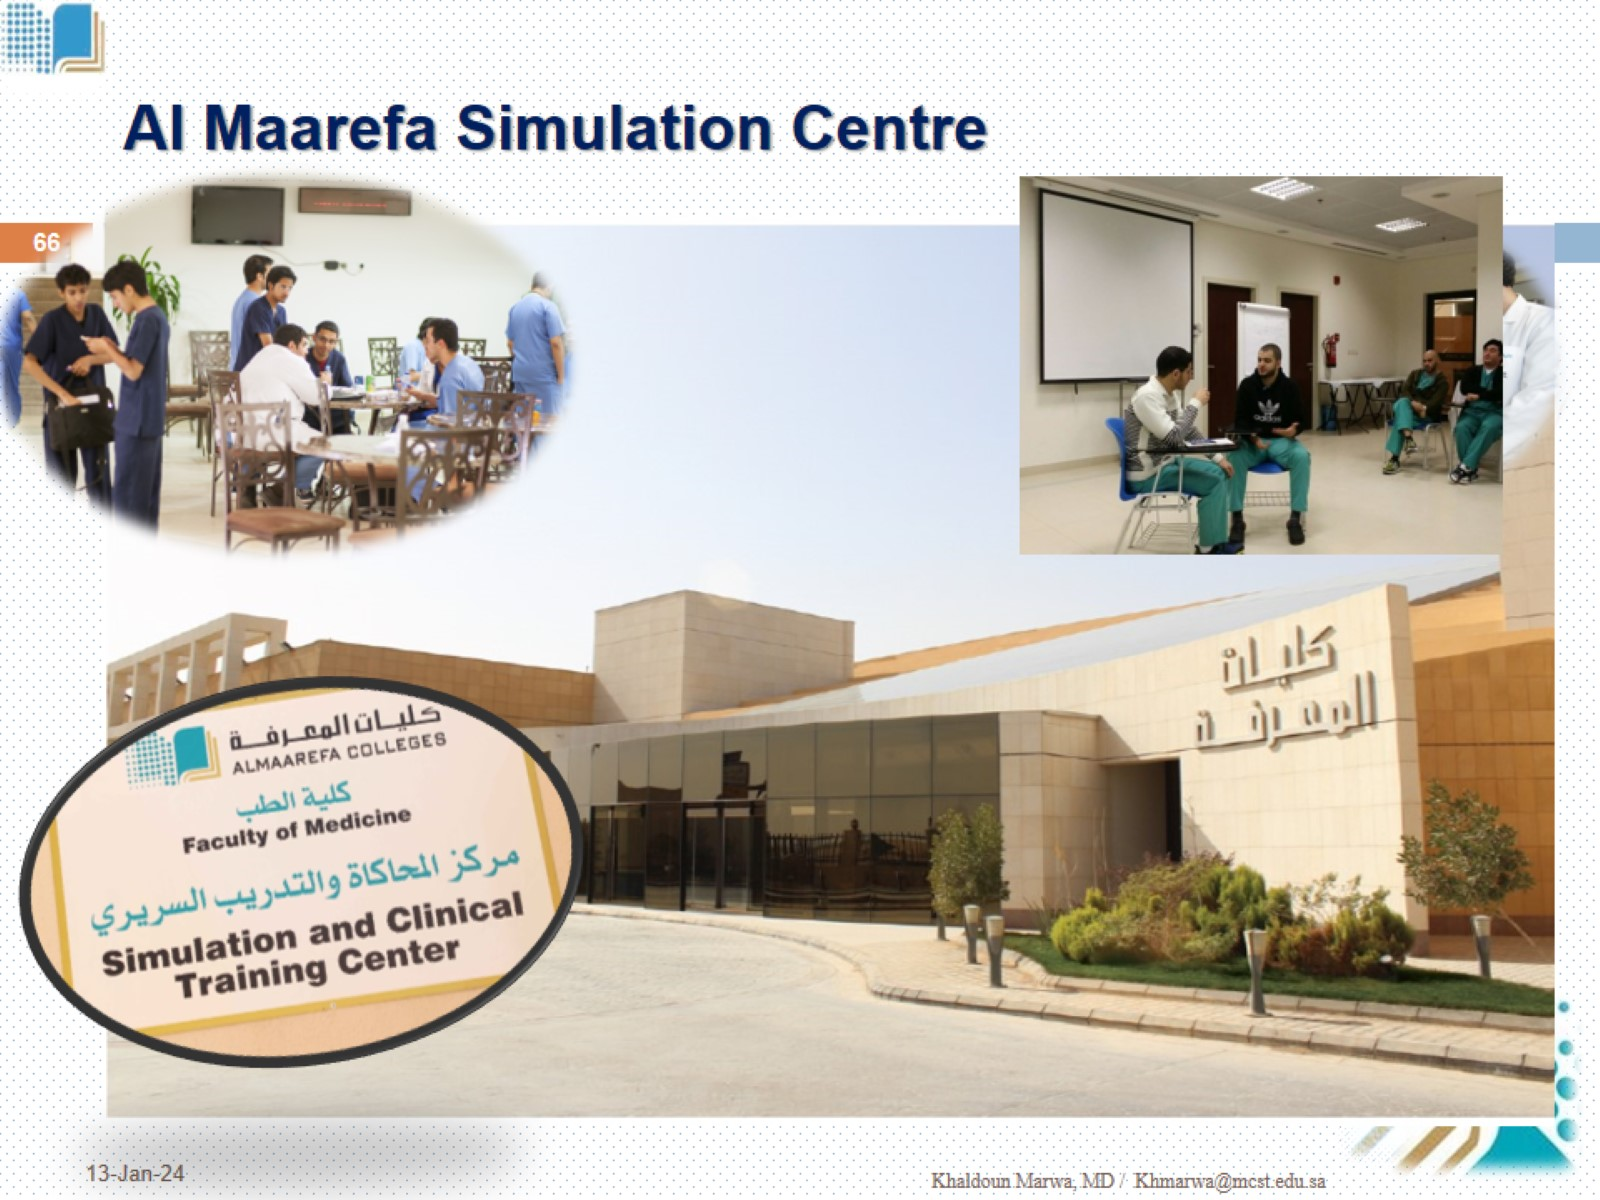 Al Maarefa Simulation Centre
66
adidas
كليات
المعرفة
كليات المعرفة
ALMAAREFA COLLEGES
كلية الطب
Faculty of Medicine
مركز المحاكاة والتدريب السريري
Simulation and Clinical
Training Center
13-Jan-24
Khaldoun Marwa, MD / Khmarwa@mcst.edu.sa